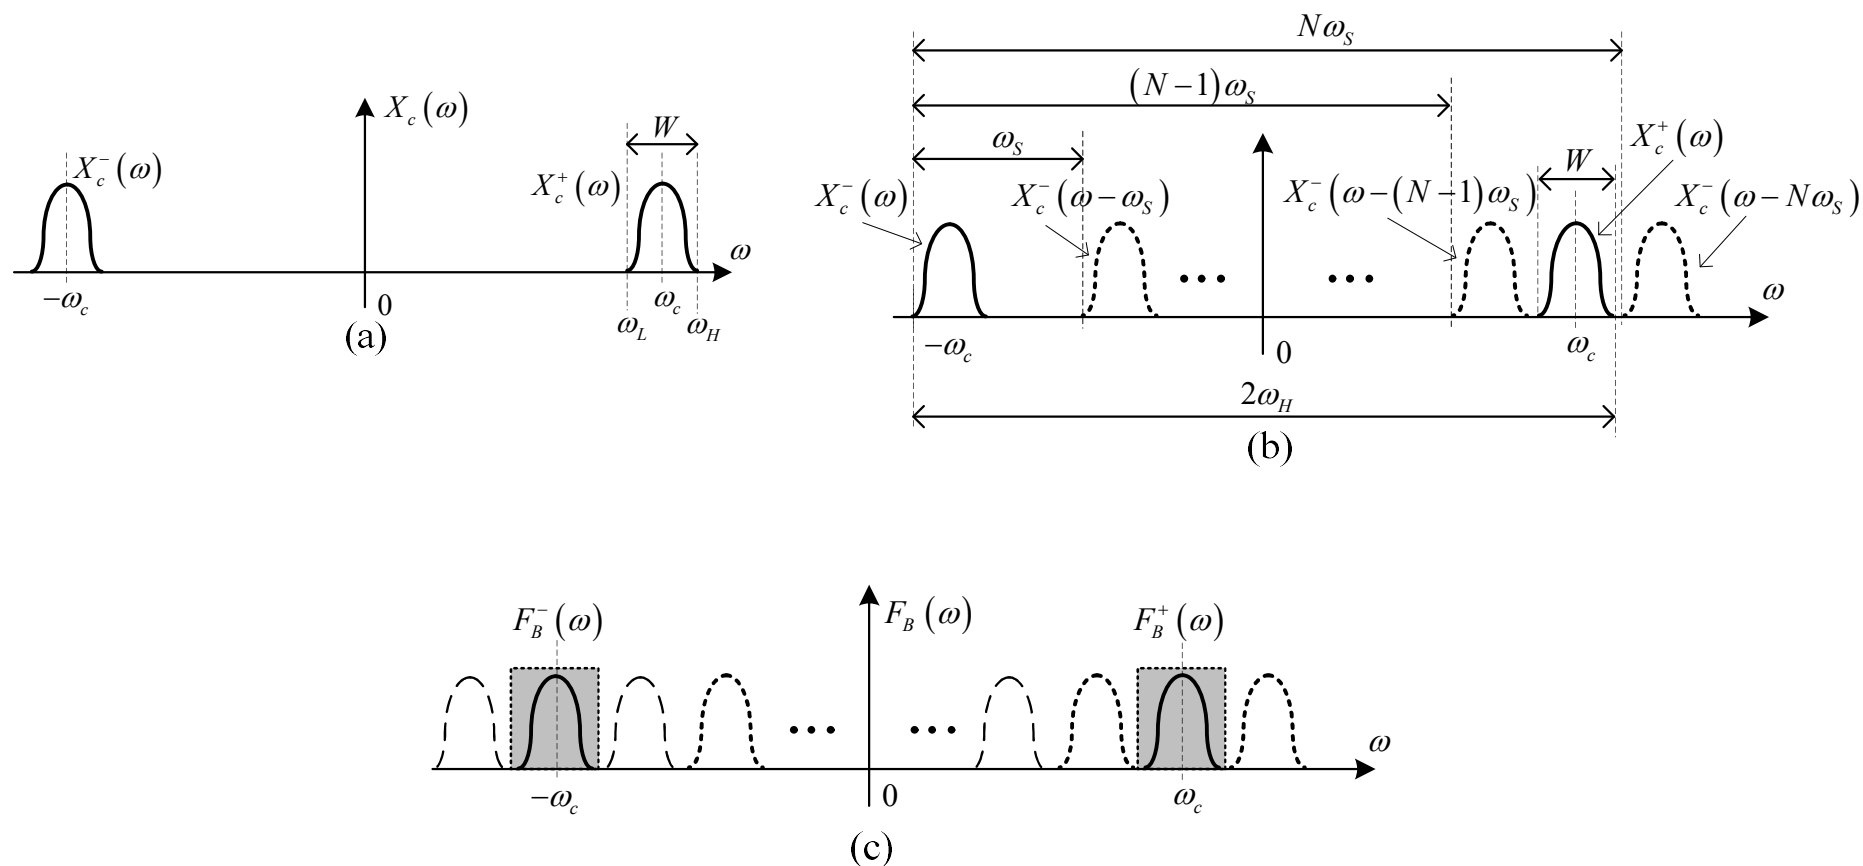 X_c(ω)
W
X_c^-(ω)
X_c^+(ω)
ω
-ω_c
0
ω_L
ω_c
ω_H
(a)
Nω_S
(N-1)ω_S
ω_S
W
X_c^+(ω)
X_c^-(ω)
X_c^-(ω-ω_S)
X_c^-(ω-(N-1)ω_S)
X_c^-(ω-Nω_S)
ω
-ω_c
0
ω_c
2ω_H
(b)
F_B^-(ω)
F_B(ω)
F_B^+(ω)
ω
-ω_c
0
ω_c
(c)